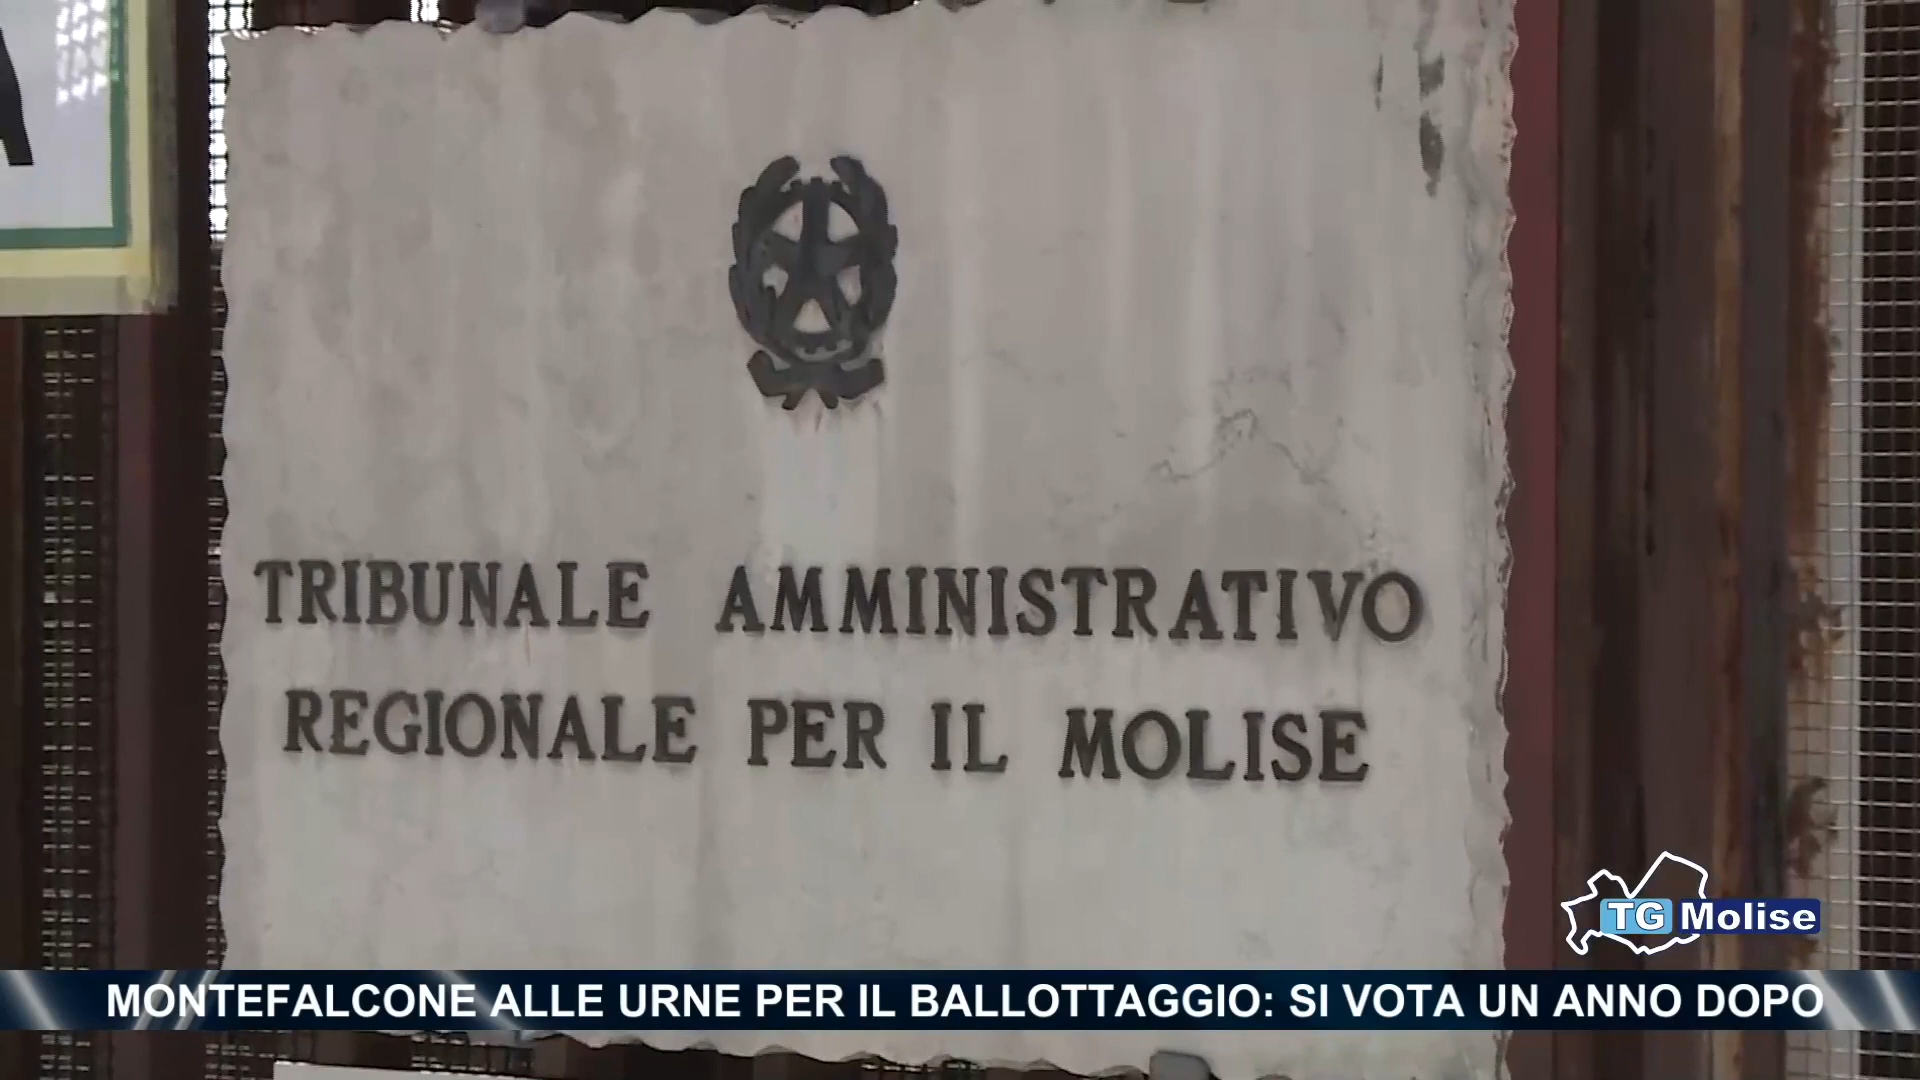 A
TRIBUNALE AMMINISTRATIVO
REGIONALE PER IL MOLISE
TG Molise
MONTEFALCONE ALLE URNE PER IL BALLOTTAGGIO: SI VOTA UN ANNO DOPO